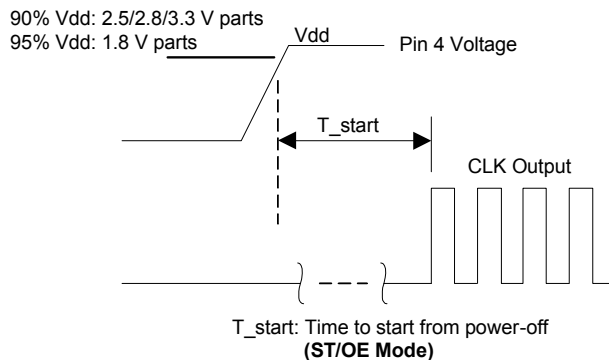 90% Vdd: 2.5/2.8/3.3 V parts
95% Vdd: 1.8 V parts
Vdd
Pin 4 Voltage
T_start
CLK Output
T_start: Time to start from power-off
(ST/OE Mode)